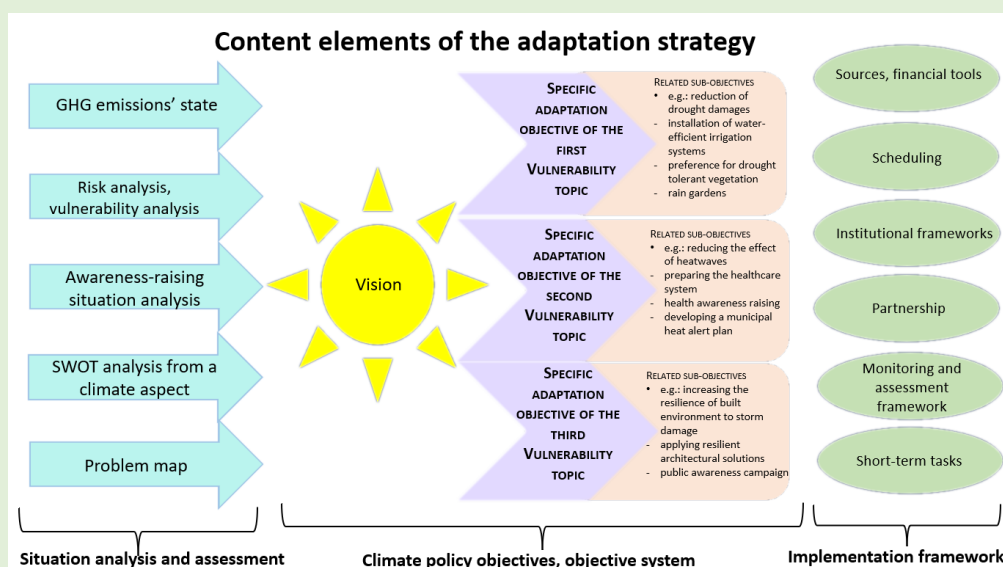 Content elements of the adaptation strategy
GHG emissions’ state
Risk analysis,
vulnerability analysis
Awareness-raising
situation analysis
SWOT analysis from a
climate aspect
Problem map
Vision
SPECIFIC
ADAPTATION
OBJECTIVE OF THE
FIRST
VULNERABILITY
TOPIC
RELATED SUB-OBJECTIVES
• e.g.: reduction of
drought damages
- installation of water-
efficient irrigation
systems
- preference for drought
tolerant vegetation
- rain gardens
SPECIFIC
ADAPTATION
OBJECTIVE OF THE
SECOND
VULNERABILITY
TOPIC
RELATED SUB-OBJECTIVES
• e.g.: reducing the effect
of heatwaves
- preparing the healthcare
system
- health awareness raising
- developing a municipal
heat alert plan
SPECIFIC
ADAPTATION
OBJECTIVE OF THE
THIRD
VULNERABILITY
TOPIC
RELATED SUB-OBJECTIVES
• e.g.: increasing the
resilience of built
environment to storm
damage
- applying resilient
architectural solutions
- public awareness campaign
Sources, financial tools
Scheduling
Institutional frameworks
Partnership
Monitoring and
assessment
framework
Short-term tasks
Situation analysis and assessment
Climate policy objectives, objective system
Implementation framework